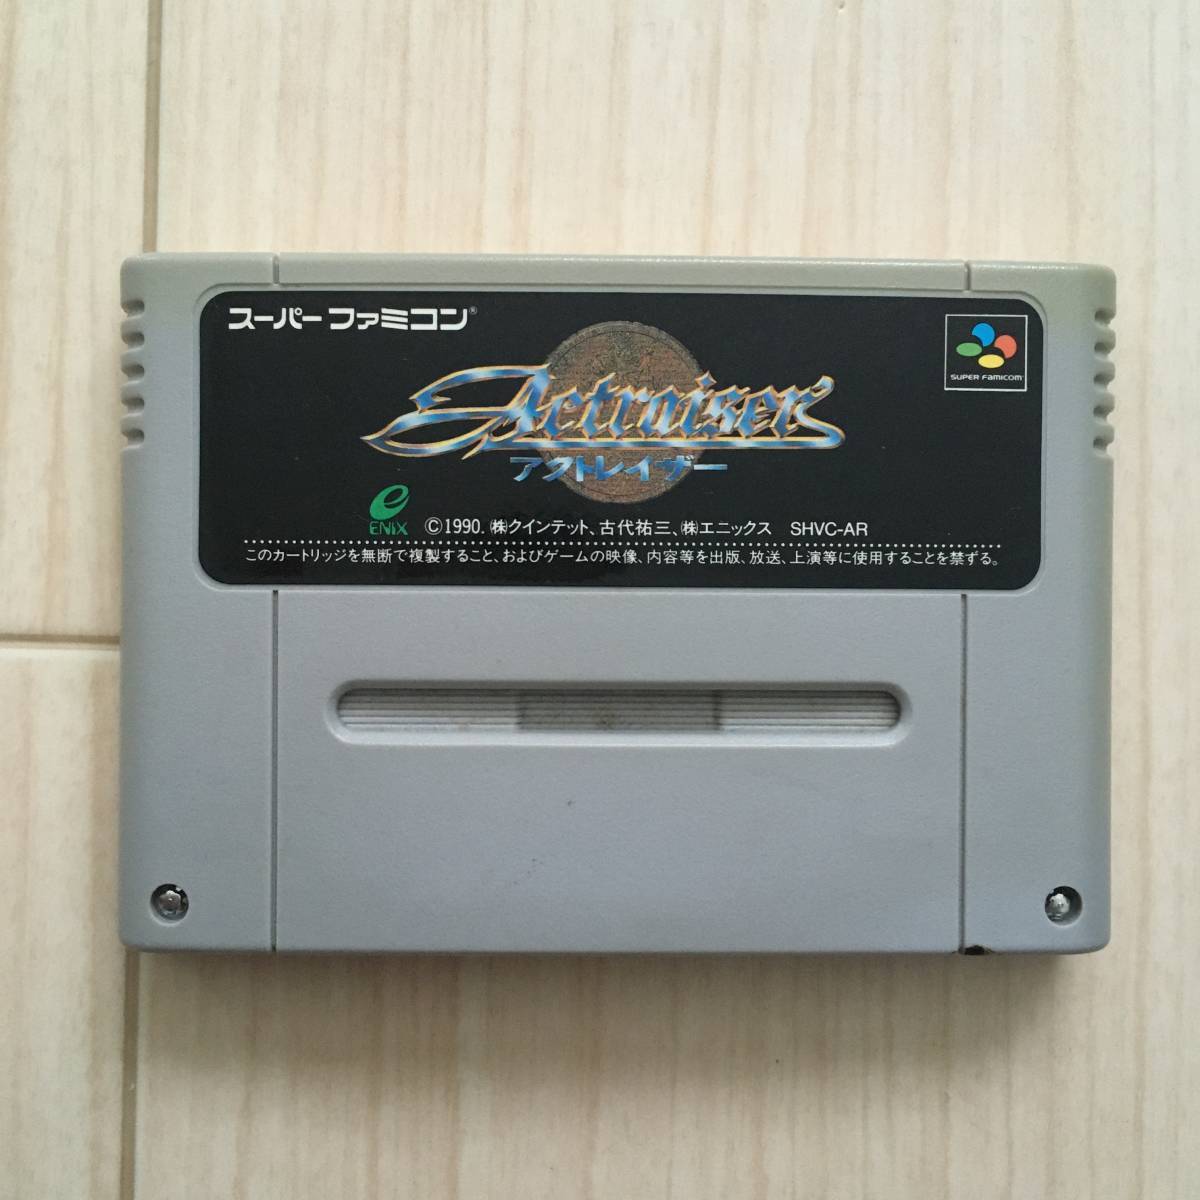 スーパーファミコン®
SUPER FAMICOM
Actraiser
アクトレイザー
ENIX
©1990. ㈱クインテット、古代祐三、㈱エニックス SHVC-AR
このカートリッジを無断で複製すること、およびゲームの映像、内容等を出版、放送、上演等に使用することを禁ずる。